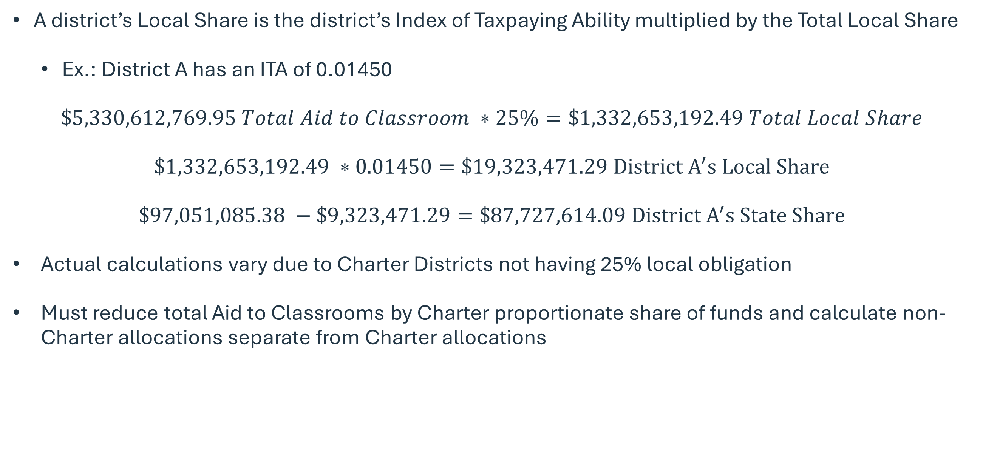 • A district’s Local Share is the district’s Index of Taxpaying Ability multiplied by the Total Local Share
• Ex.: District A has an ITA of 0.01450
$5,330,612,769.95 Total Aid to Classroom ∗ 25% = $1,332,653,192.49 Total Local Share
$1,332,653,192.49 ∗ 0.01450 = $19,323,471.29 District A′s Local Share
$97,051,085.38 − $9,323,471.29 = $87,727,614.09 District A′s State Share
• Actual calculations vary due to Charter Districts not having 25% local obligation
• Must reduce total Aid to Classrooms by Charter proportionate share of funds and calculate non-
Charter allocations separate from Charter allocations